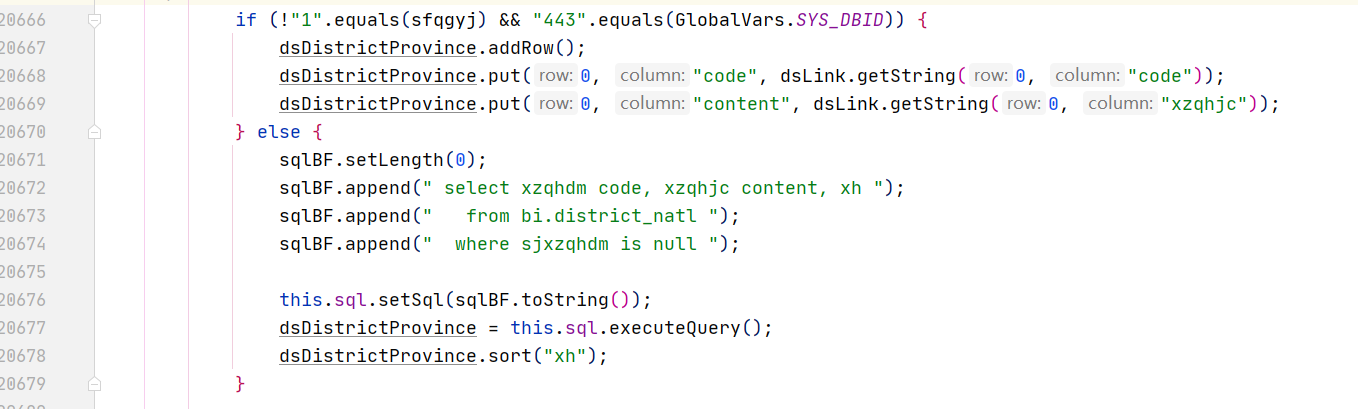 20666 if (!"1".equals(sfqgyj) && "443".equals(GlobalVars.SYS_DBID)) {
20667 dsDistrictProvince.addRow();
20668 dsDistrictProvince.put( row: 0, column: "code", dsLink.getString( row: 0, column: "code"));
20669 dsDistrictProvince.put( row: 0, column: "content", dsLink.getString( row: 0, column: "xzqhjc"));
20670 } else {
20671 sqlBF.setLength(0);
20672 sqlBF.append(" select xzqhdm code, xzqhjc content, xh ");
20673 sqlBF.append("   from bi.district_natl ");
20674 sqlBF.append("  where sjxzqhdm is null ");
20675
20676 this.sql.setSql(sqlBF.toString());
20677 dsDistrictProvince = this.sql.executeQuery();
20678 dsDistrictProvince.sort("xh");
20679 }